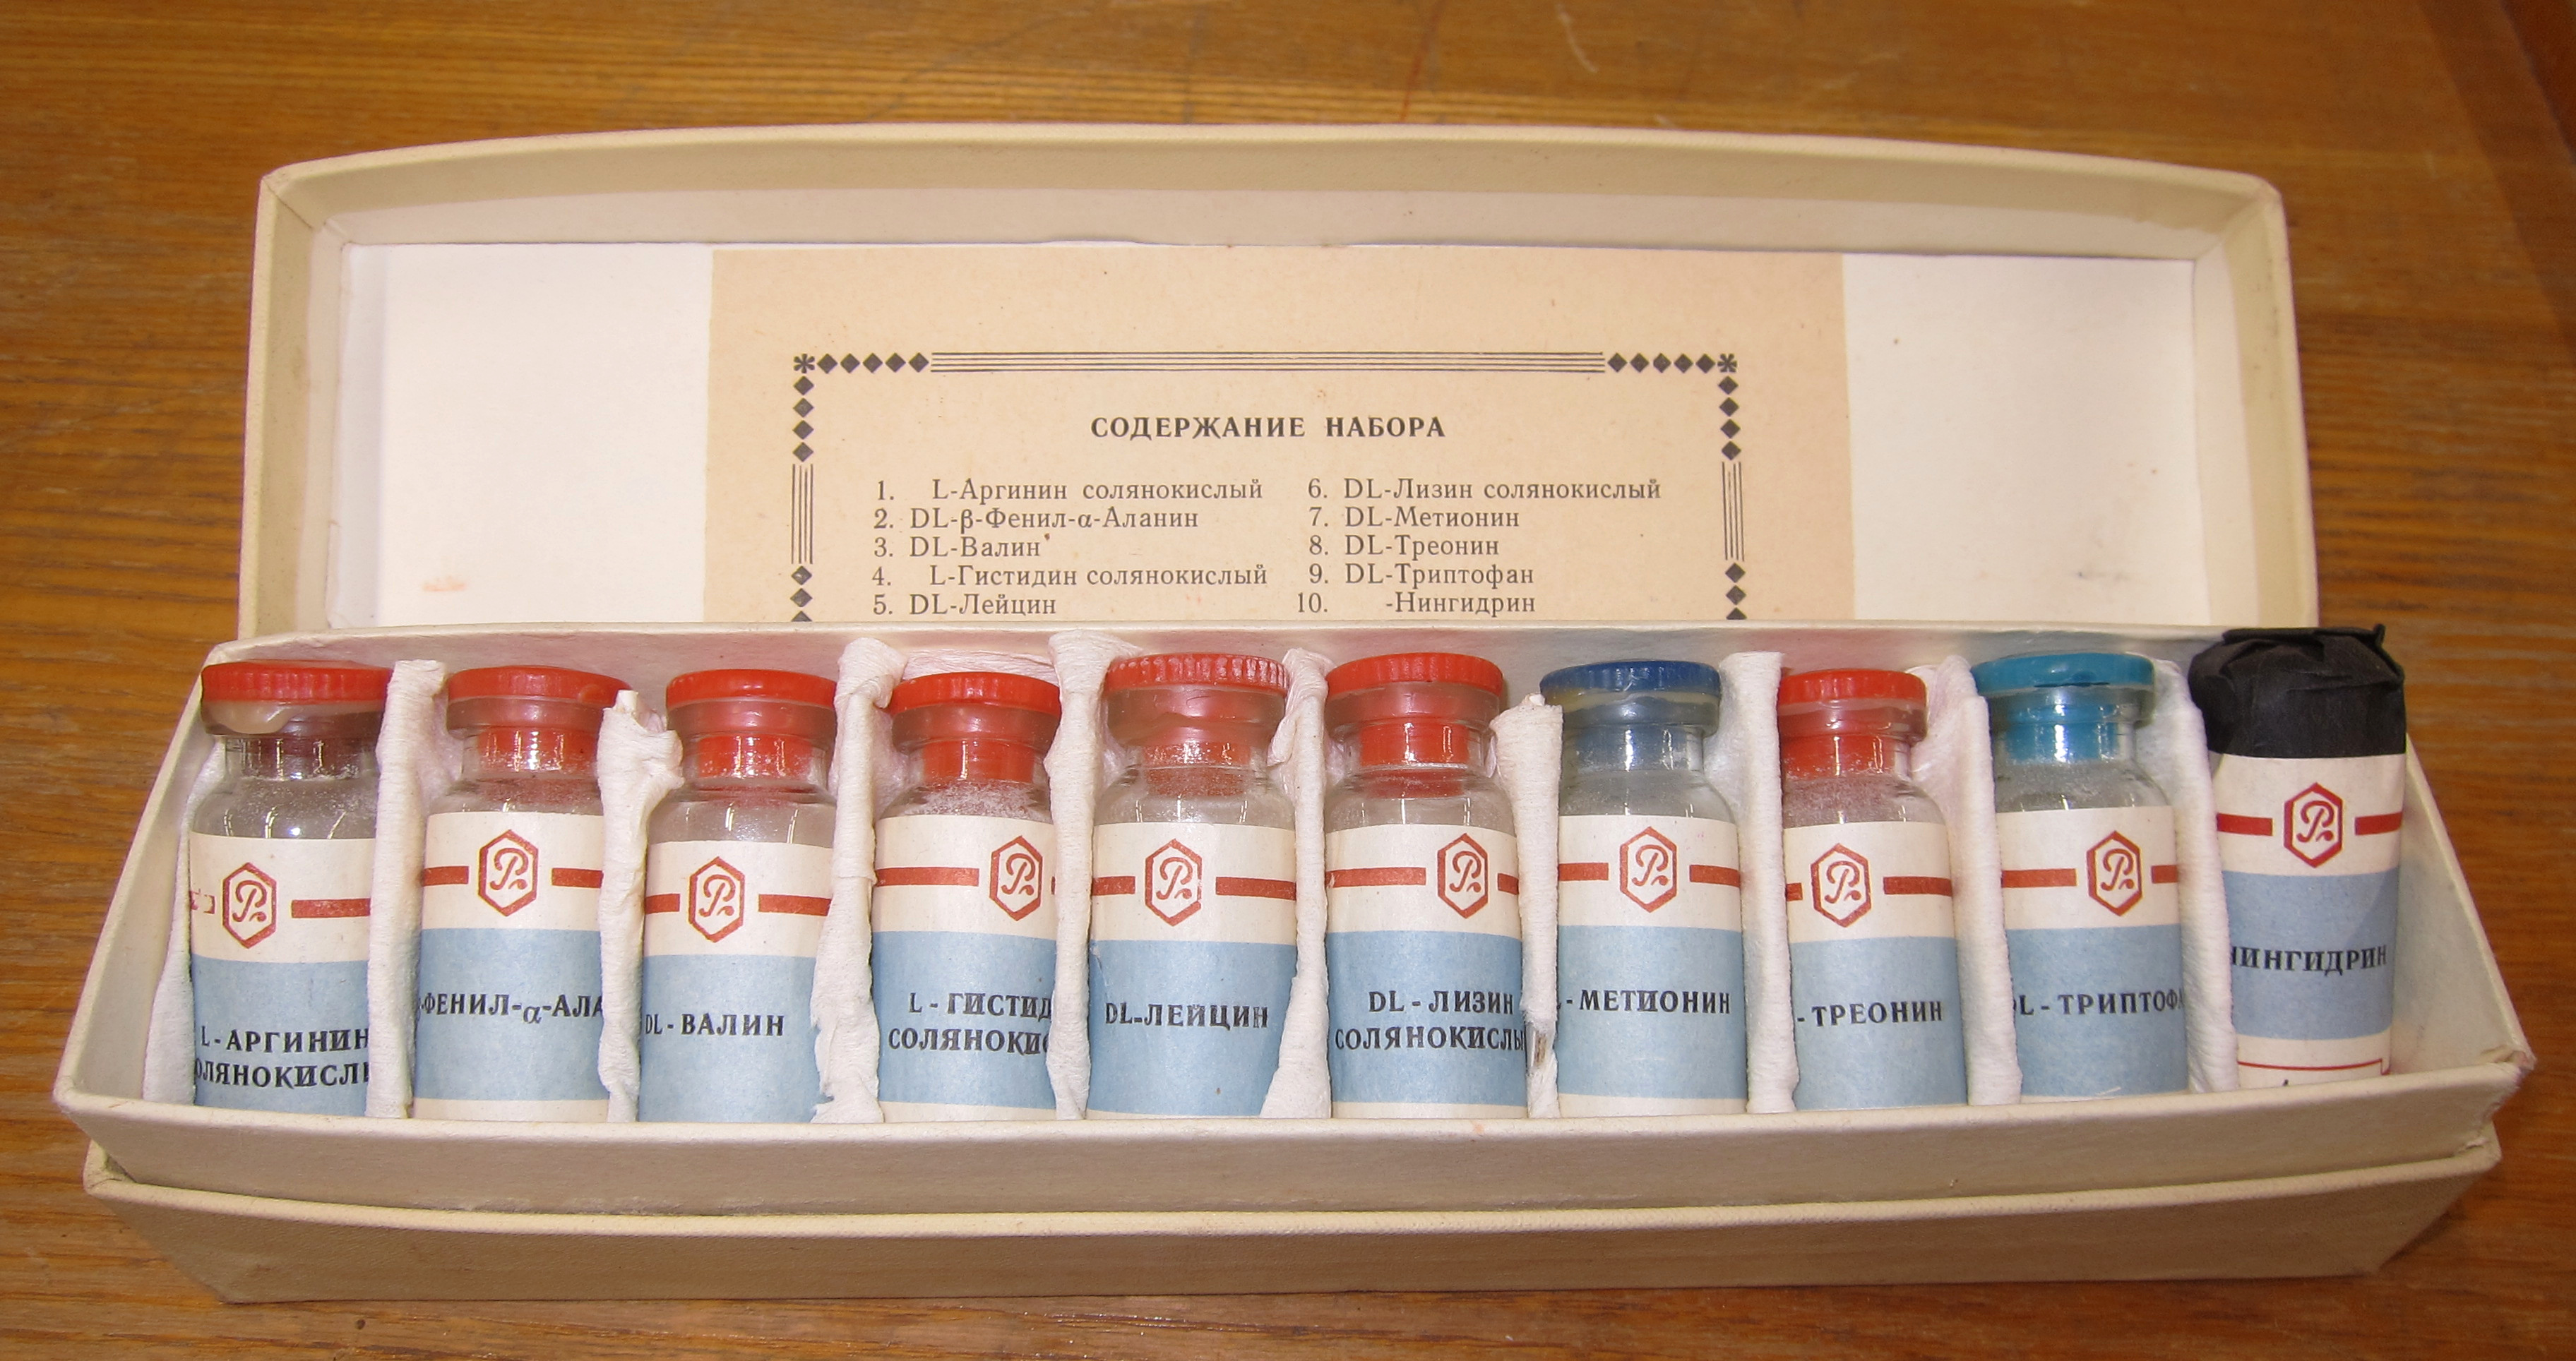 СОДЕРЖАНИЕ НАБОРА
1. L-Аргинин солянокислый
2. DL-β-Фенил-α-Аланин
3. DL-Валин
4. L-Гистидин солянокислый
5. DL-Лейцин
6. DL-Лизин солянокислый
7. DL-Метионин
8. DL-Треонин
9. DL-Триптофан
10. -Нингидрин
L-АРГИНИН
ОЛЯНОКИСЛ
-ФЕНИЛ-α-АЛА
DL-ВАЛИН
L-ГИСТИД
СОЛЯНОКИС
DL-ЛЕЙЦИН
DL-ЛИЗИН
СОЛЯНОКИСЛЫ
-МЕТИОНИН
-ТРЕОНИН
DL-ТРИПТОФ
НИНГИДРИН